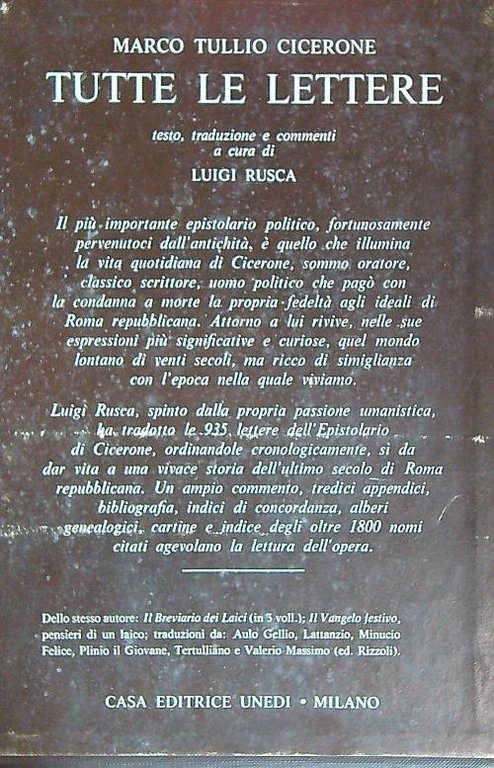 MARCO TULLIO CICERONE
TUTTE LE LETTERE
testo, traduzione e commenti
a cura di
LUIGI RUSCA
Il più importante epistolario politico, fortunosamente
pervenutoci dall'antichità, è quello che illumina
la vita quotidiana di Cicerone, sommo oratore,
classico scrittore, uomo politico che pagò con
la condanna a morte la propria fedeltà agli ideali di
Roma repubblicana. Attorno a lui rivive, nelle sue
espressioni più significative e curiose, quel mondo
lontano di venti secoli, ma ricco di simiglianza
con l'epoca nella quale viviamo.
Luigi Rusca, spinto dalla propria passione umanistica,
ha tradotto le 935 lettere dell'Epistolario
di Cicerone, ordinandole cronologicamente, sì da
dar vita a una vivace storia dell'ultimo secolo di Roma
repubblicana. Un ampio commento, tredici appendici,
bibliografia, indici di concordanza, alberi
genealogici, cartine e indice degli oltre 1800 nomi
citati agevolano la lettura dell'opera.
Dello stesso autore: Il Breviario dei Laici (in 3 voll.); Il Vangelo festivo,
pensieri di un laico; traduzioni da: Aulo Gellio, Lattanzio, Minucio
Felice, Plinio il Giovane, Tertulliano e Valerio Massimo (ed. Rizzoli).
CASA EDITRICE UNEDI • MILANO